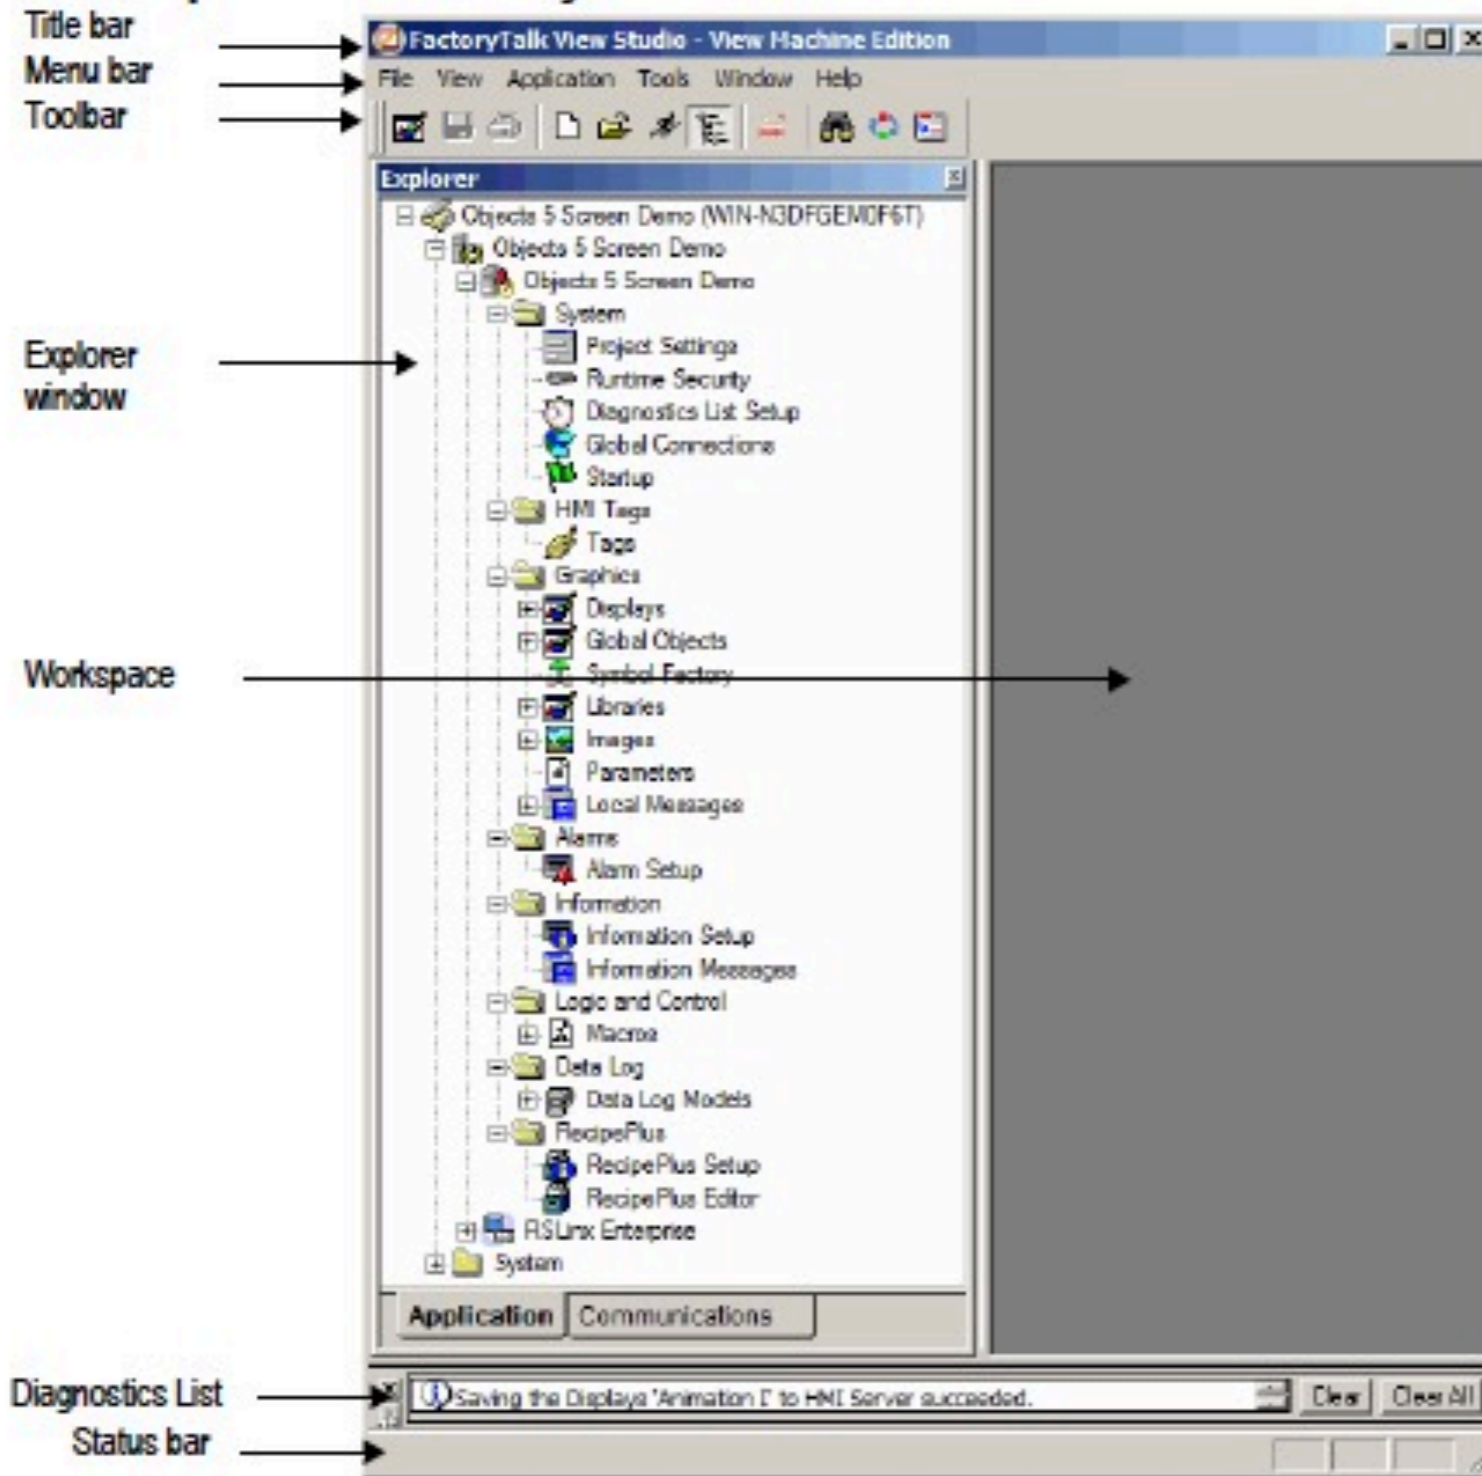 Title bar
Menu bar
Toolbar
FactoryTalk View Studio - View Machine Edition
File View Application Tools Window Help
Explorer
Objects 5 Screen Demo (WIN-N3DFGEM0F6T)
Objects 5 Screen Demo
Objects 5 Screen Demo
System
Project Settings
Runtime Security
Diagnostics List Setup
Global Connections
Startup
HMI Tags
Tags
Graphics
Displays
Global Objects
Symbol Factory
Libraries
Images
Parameters
Local Messages
Alarms
Alarm Setup
Information
Information Setup
Information Messages
Logic and Control
Macros
Data Log
Data Log Models
RecipePlus
RecipePlus Setup
RecipePlus Editor
RSLinx Enterprise
System
Application Communications
Explorer
window
Workspace
Diagnostics List
Saving the Displays 'Animation I' to HMI Server succeeded.
Clear Clear All
Status bar